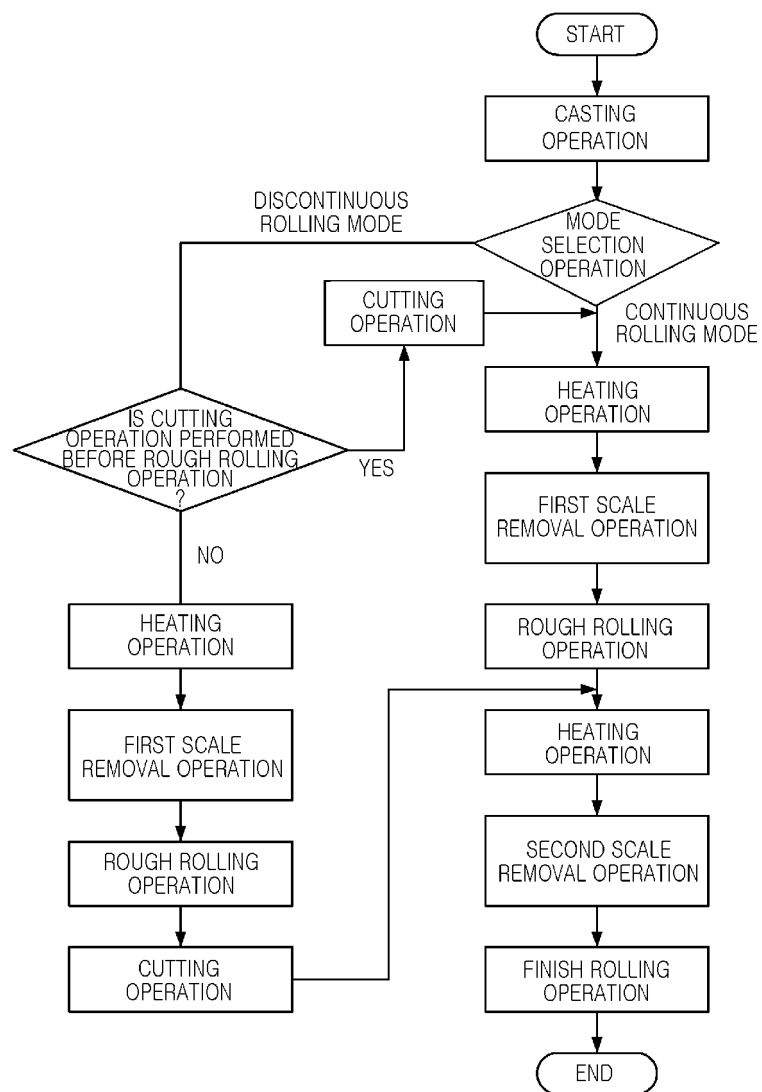 START
CASTING
OPERATION
DISCONTINUOUS
ROLLING MODE
MODE
SELECTION
OPERATION
CUTTING
OPERATION
CONTINUOUS
ROLLING MODE
HEATING
OPERATION
IS CUTTING
OPERATION PERFORMED
BEFORE ROUGH ROLLING
OPERATION
?
YES
FIRST SCALE
REMOVAL OPERATION
NO
HEATING
OPERATION
ROUGH ROLLING
OPERATION
FIRST SCALE
REMOVAL OPERATION
HEATING
OPERATION
ROUGH ROLLING
OPERATION
SECOND SCALE
REMOVAL OPERATION
CUTTING
OPERATION
FINISH ROLLING
OPERATION
END